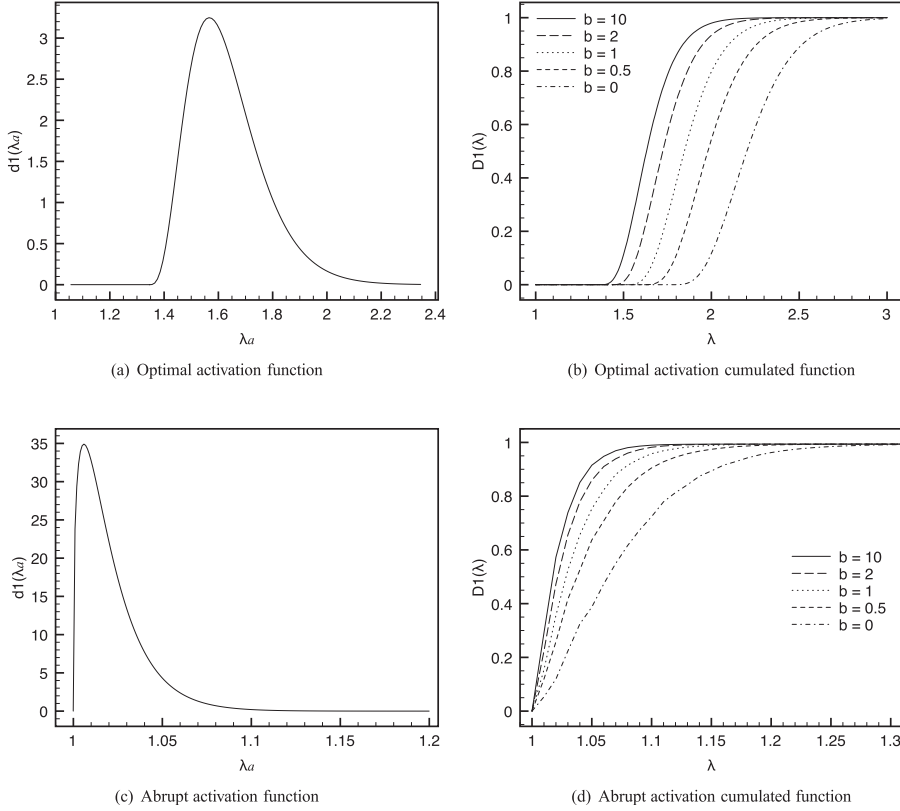 3
2.5
2
1.5
1
0.5
0
d1(λa)
1
1.2
1.4
1.6
1.8
2
2.2
2.4
λa
(a) Optimal activation function
1
0.8
0.6
0.4
0.2
0
D1(λ)
b = 10
b = 2
b = 1
b = 0.5
b = 0
1
1.5
2
2.5
3
λ
(b) Optimal activation cumulated function
35
30
25
20
15
10
5
0
d1(λa)
1
1.05
1.1
1.15
1.2
λa
(c) Abrupt activation function
1
0.8
0.6
0.4
0.2
0
D1(λ)
b = 10
b = 2
b = 1
b = 0.5
b = 0
1
1.05
1.1
1.15
1.2
1.25
1.3
λ
(d) Abrupt activation cumulated function